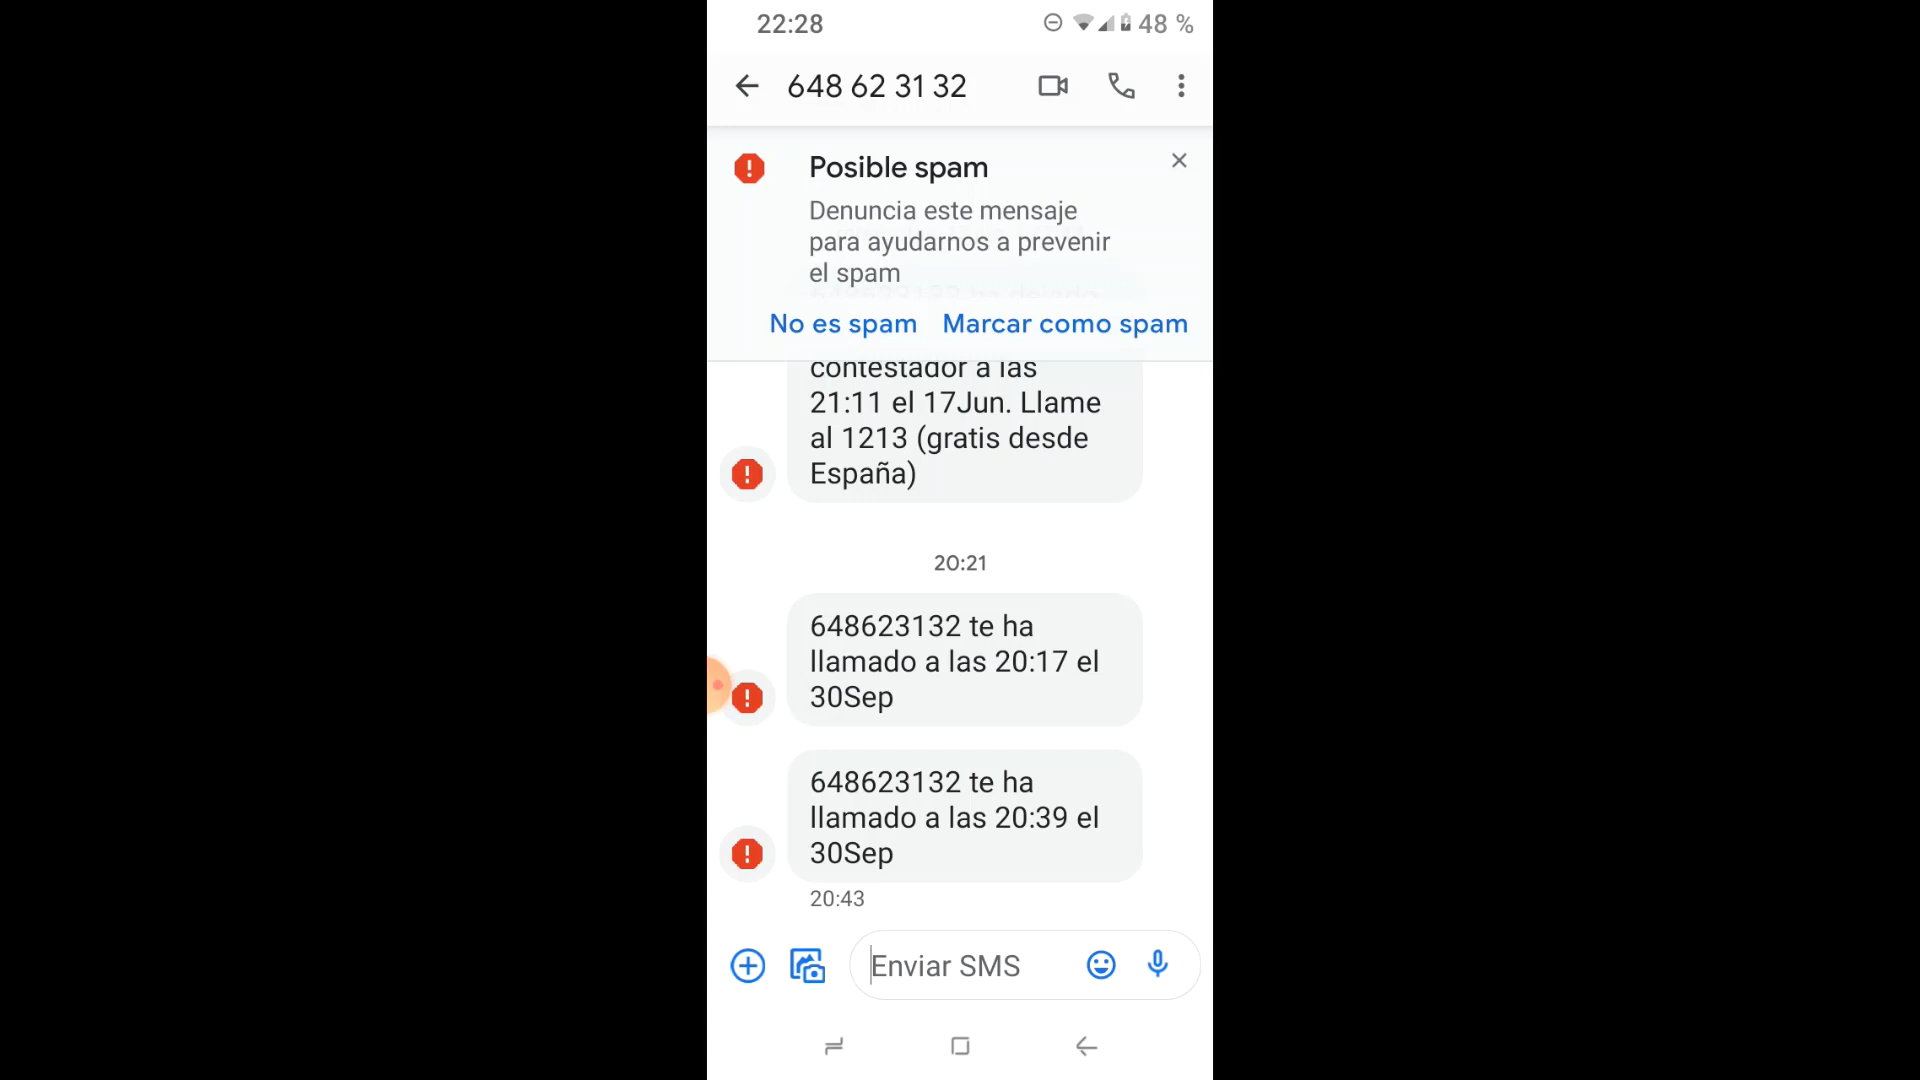 22:28
48 %
648 62 31 32
Posible spam
Denuncia este mensaje
para ayudarnos a prevenir
el spam
No es spam
Marcar como spam
contestador a las
21:11 el 17Jun. Llame
al 1213 (gratis desde
España)
20:21
648623132 te ha
llamado a las 20:17 el
30Sep
648623132 te ha
llamado a las 20:39 el
30Sep
20:43
Enviar SMS